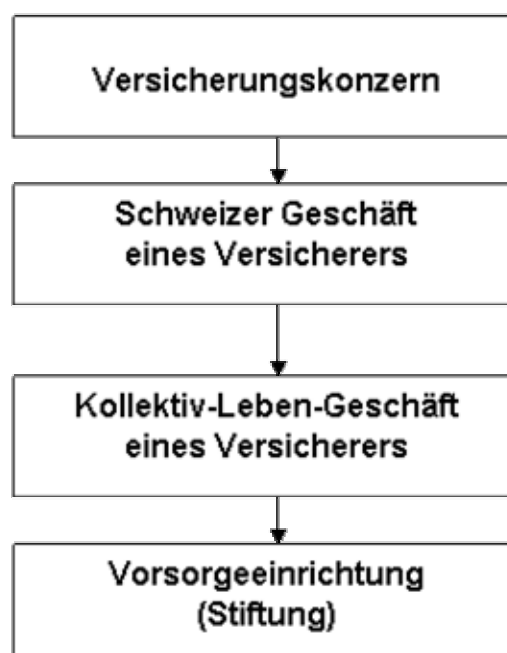 Versicherungskonzern
Schweizer Geschäft
eines Versicherers
Kollektiv-Leben-Geschäft
eines Versicherers
Vorsorgeeinrichtung
(Stiftung)